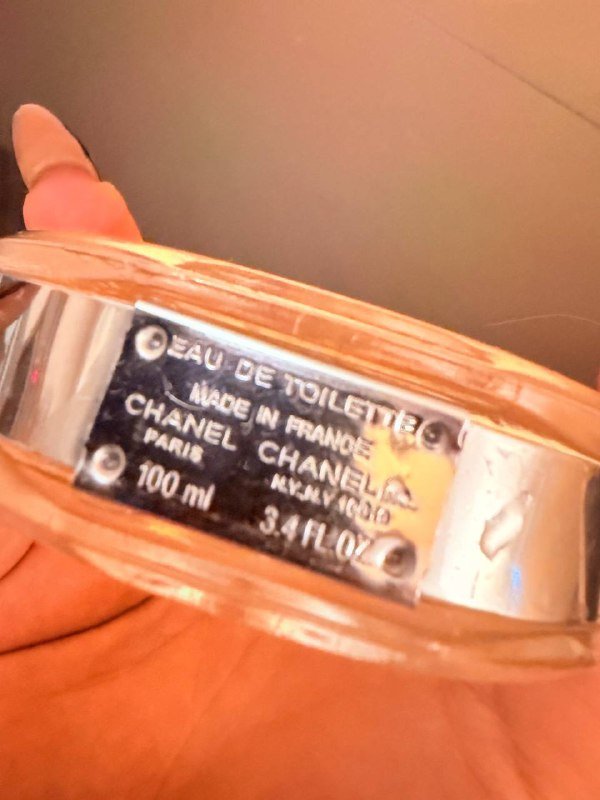 EAU DE TOILETTE
MADE IN FRANCE
CHANEL CHANEL
PARIS N.Y.N.Y
100 ml 3.4 FL.OZ